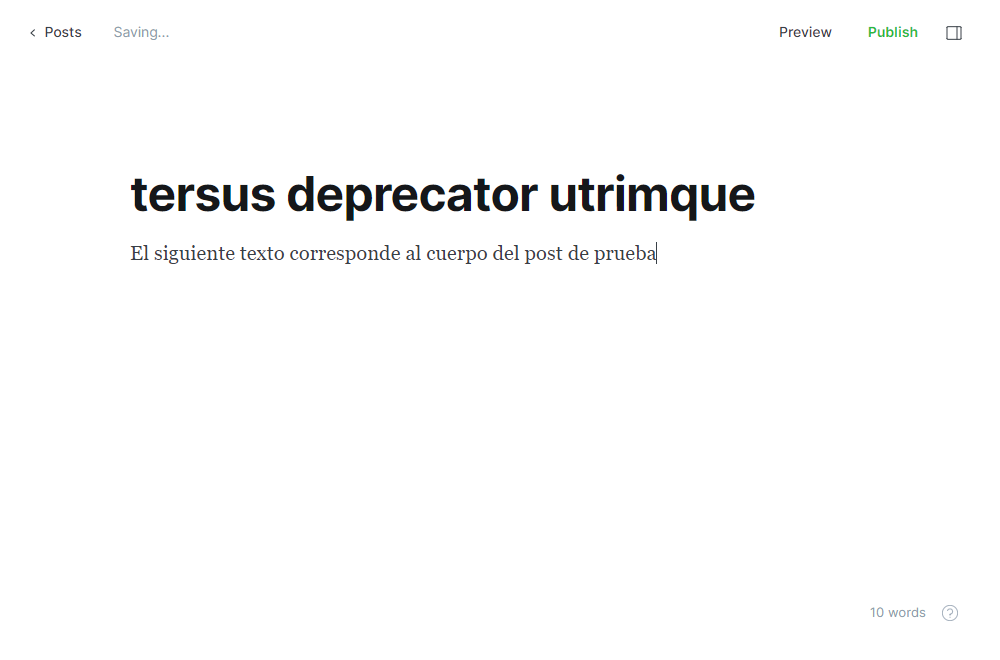 Posts
Saving...
Preview
Publish
tersus deprecator utrimque
El siguiente texto corresponde al cuerpo del post de prueba
10 words
?